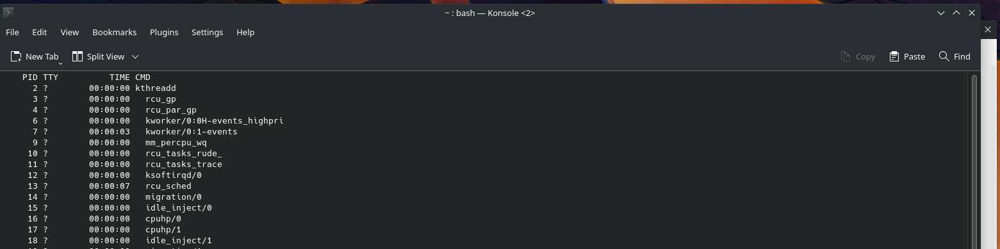 ~ : bash — Konsole <2>
File Edit View Bookmarks Plugins Settings Help
New Tab Split View Copy Paste Find
PID TTY TIME CMD
2 ? 00:00:00 kthreadd
3 ? 00:00:00 rcu_gp
4 ? 00:00:00 rcu_par_gp
6 ? 00:00:00 kworker/0:0H-events_highpri
7 ? 00:00:03 kworker/0:1-events
9 ? 00:00:00 mm_percpu_wq
10 ? 00:00:00 rcu_tasks_rude_
11 ? 00:00:00 rcu_tasks_trace
12 ? 00:00:00 ksoftirqd/0
13 ? 00:00:07 rcu_sched
14 ? 00:00:00 migration/0
15 ? 00:00:00 idle_inject/0
16 ? 00:00:00 cpuhp/0
17 ? 00:00:00 cpuhp/1
18 ? 00:00:00 idle_inject/1